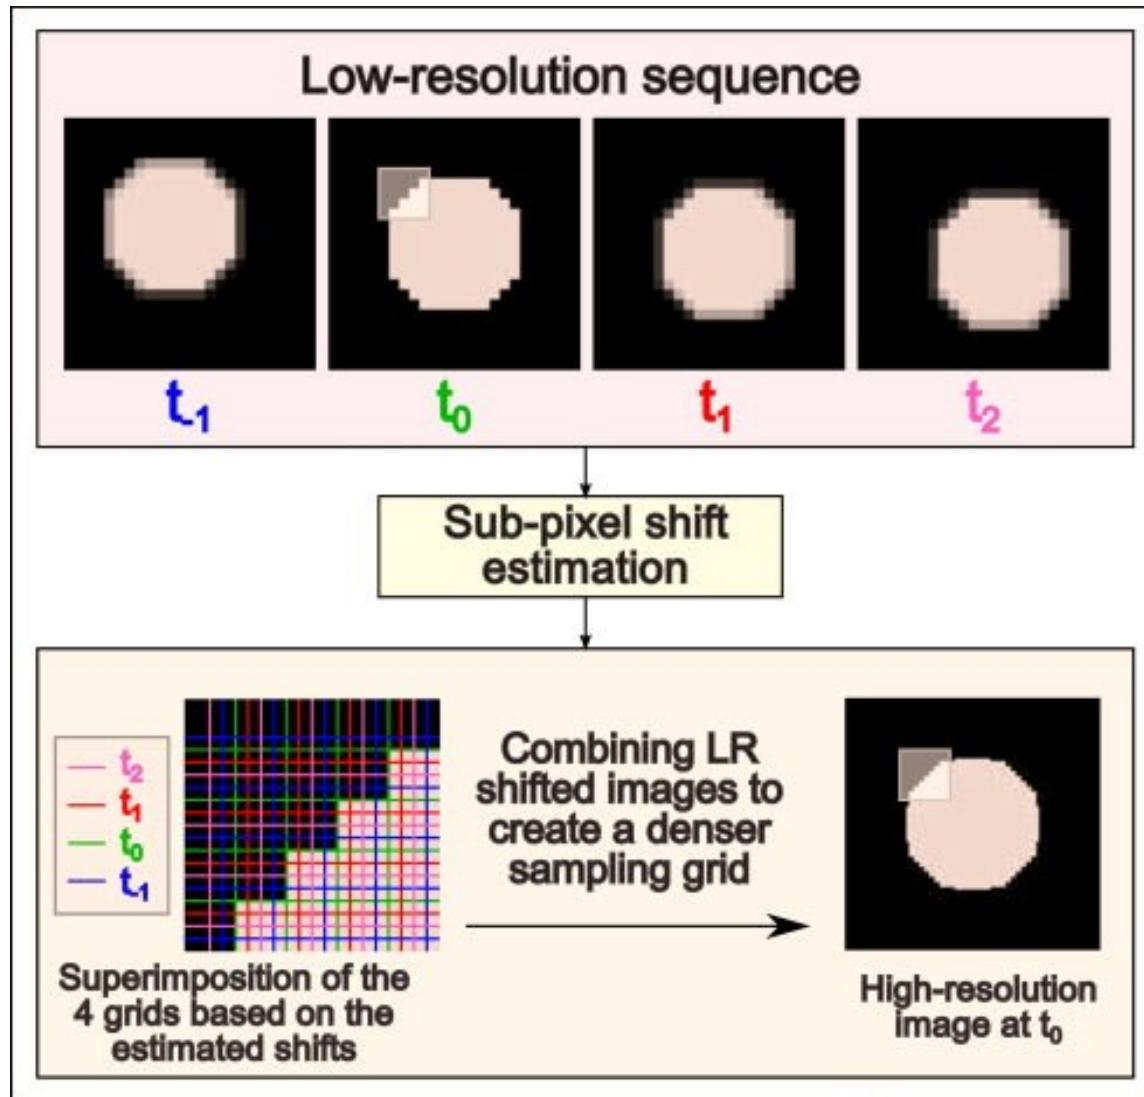 Low-resolution sequence
t₋₁
t₀
t₁
t₂
Sub-pixel shift
estimation
t₂
t₁
t₀
t₋₁
Superimposition of the
4 grids based on the
estimated shifts
Combining LR
shifted images to
create a denser
sampling grid
High-resolution
image at t₀